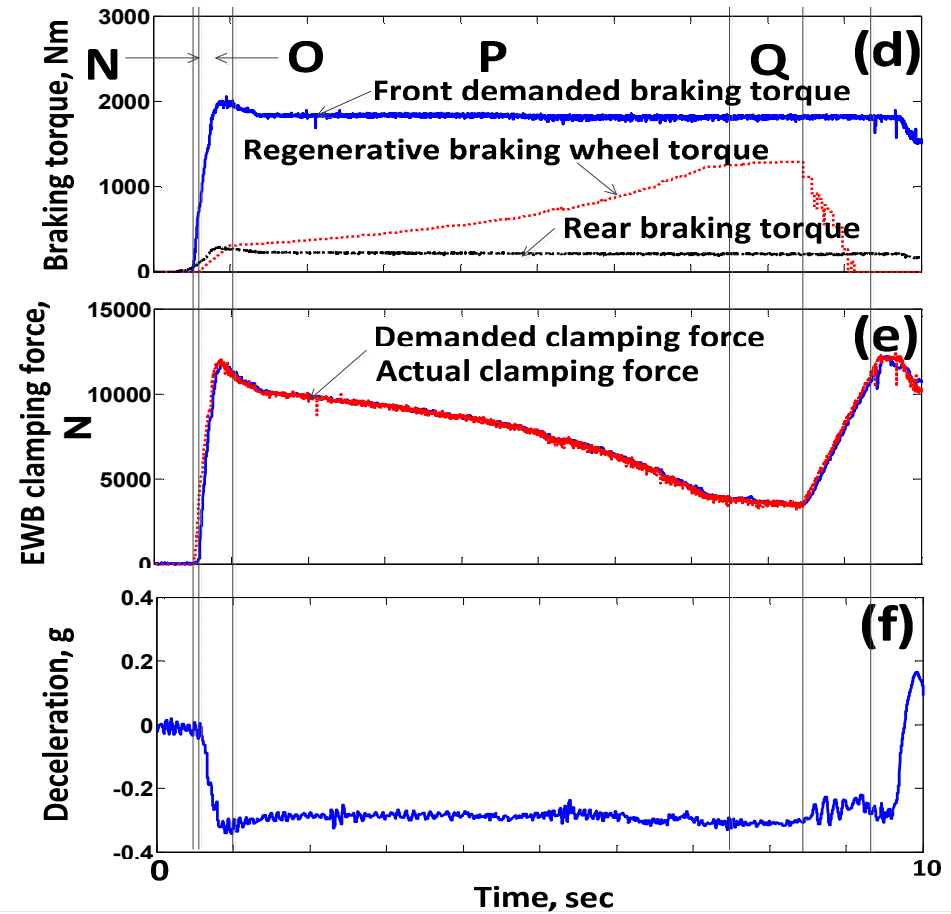 3000
N
O
P
Q
(d)
Front demanded braking torque
2000
Regenerative braking wheel torque
1000
Rear braking torque
0
Braking torque, Nm
15000
(e)
Demanded clamping force
Actual clamping force
10000
5000
0
EWB clamping force,
N
0.4
(f)
0.2
0
-0.2
-0.4
Deceleration, g
0
10
Time, sec